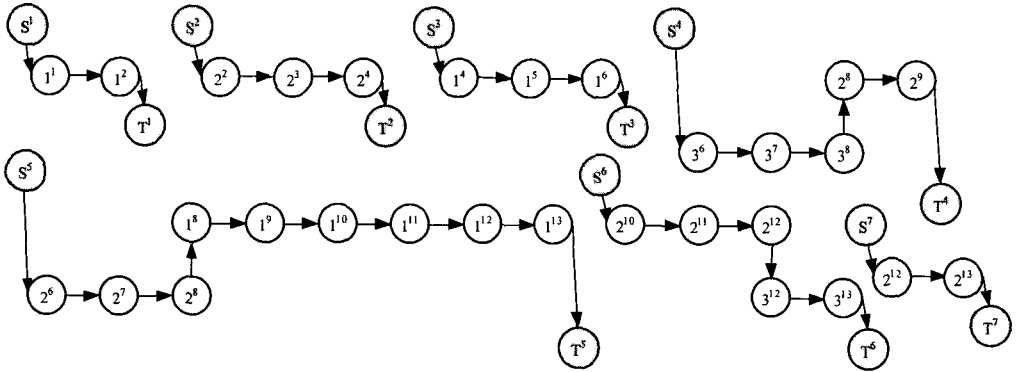 S¹ 1¹ 1² T¹
S² 2² 2³ 2⁴ T²
S³ 1⁴ 1⁵ 1⁶ T³
S⁴ 3⁶ 3⁷ 3⁸ 2⁸ 2⁹ T⁴
S⁵ 2⁶ 2⁷ 2⁸ 1⁸ 1⁹ 1¹⁰ 1¹¹ 1¹² 1¹³ T⁵
S⁶ 2¹⁰ 2¹¹ 2¹² 3¹² 3¹³ T⁶
S⁷ 2¹² 2¹³ T⁷